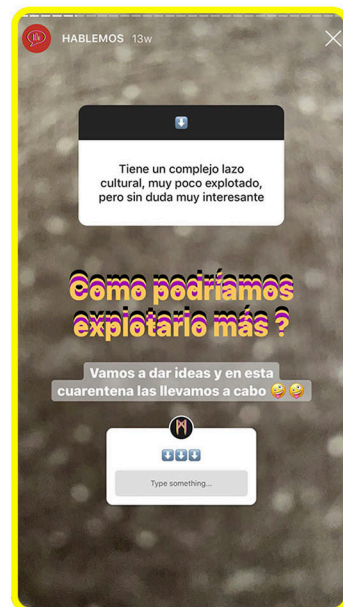 HABLEMOS 13w
Tiene un complejo lazo
cultural, muy poco explotado,
pero sin duda muy interesante
Como podríamos
explotarlo más ?
Vamos a dar ideas y en esta
cuarentena las llevamos a cabo 🤪🤪
Type something...